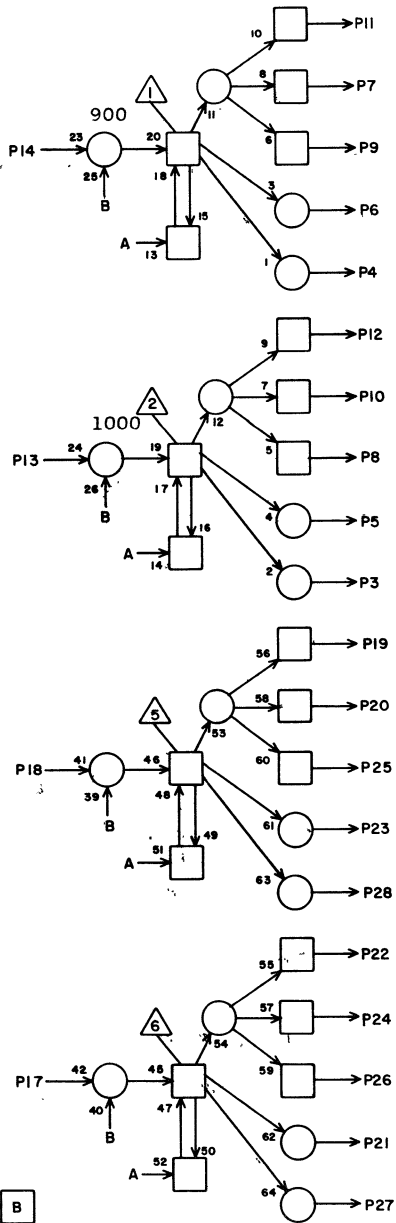 10 P11
1 8 P7
900 11
P14 23 20 6 P9
25 18 3
B 15 P6
A 13 1 P4
9 P12
2 7 P10
1000 12
P13 24 19 5 P8
26 17 4
B 16 P5
A 14 2 P3
56 P19
5 58 P20
53
P18 41 46 60 P25
39 48 61
B 49 P23
A 51 63 P28
55 P22
6 57 P24
54
P17 42 45 59 P26
40 47 62
B 50 P21
A 52 64 P27
B